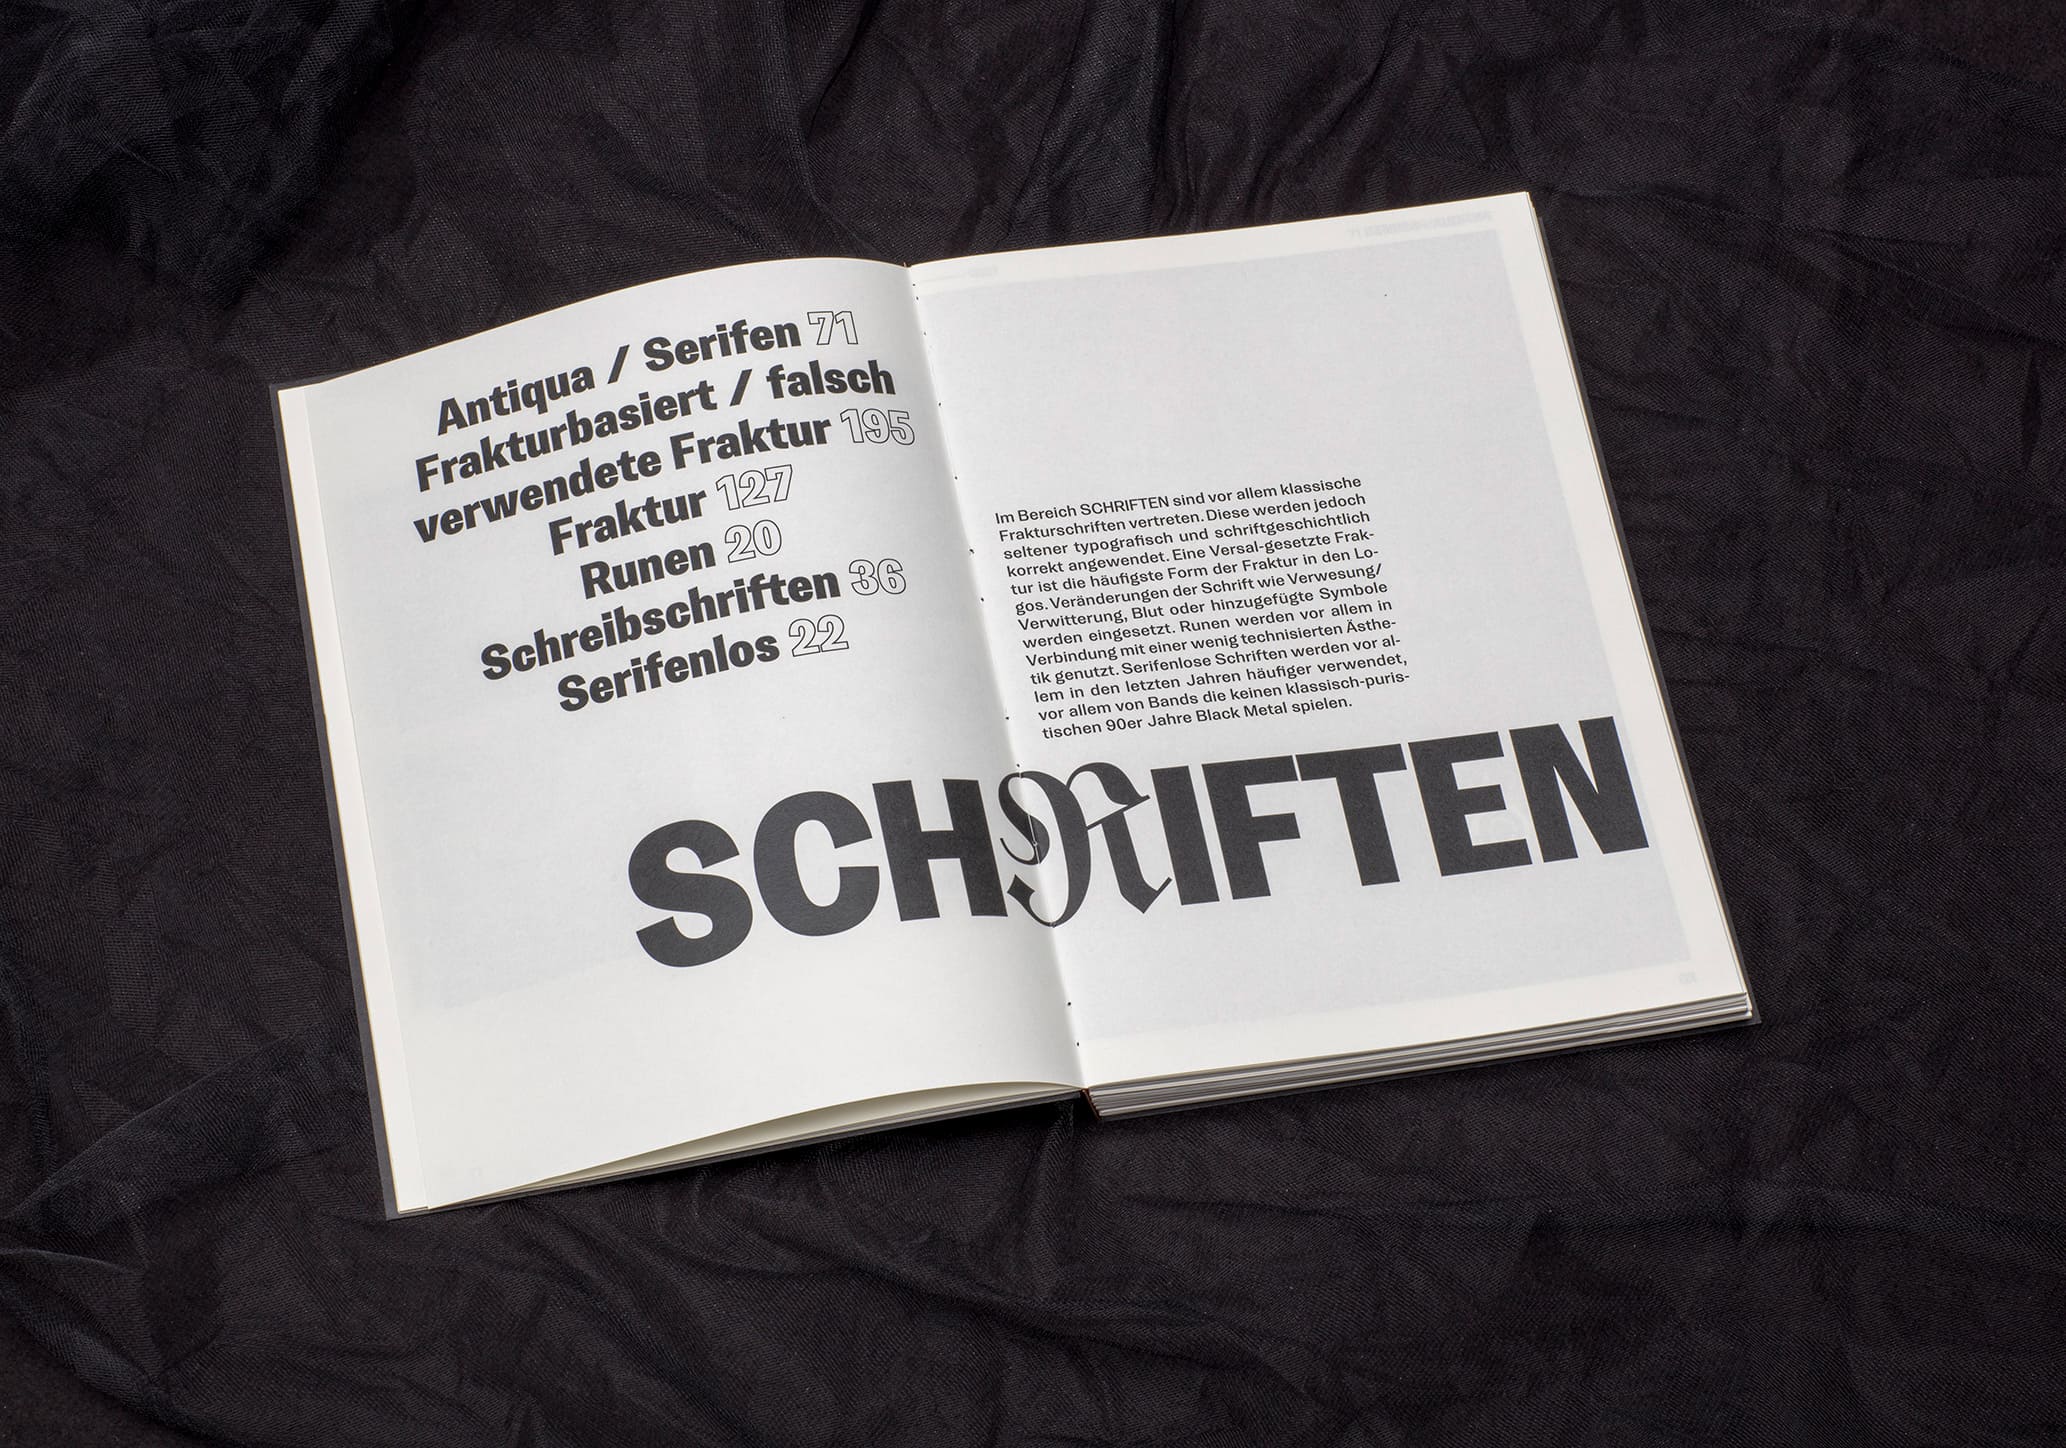 Antiqua / Serifen 71
Frakturbasiert / falsch
verwendete Fraktur 195
Fraktur 127
Runen 20
Schreibschriften 36
Serifenlos 22
Im Bereich SCHRIFTEN sind vor allem klassische
Frakturschriften vertreten. Diese werden jedoch
seltener typografisch und schriftgeschichtlich
korrekt angewendet. Eine Versal-gesetzte Frak-
tur ist die häufigste Form der Fraktur in den Lo-
gos. Veränderungen der Schrift wie Verwesung/
Verwitterung, Blut oder hinzugefügte Symbole
werden eingesetzt. Runen werden vor allem in
Verbindung mit einer wenig technisierten Ästhe-
tik genutzt. Serifenlose Schriften werden vor al-
lem in den letzten Jahren häufiger verwendet,
vor allem von Bands die keinen klassisch-puris-
tischen 90er Jahre Black Metal spielen.
SCHRIFTEN